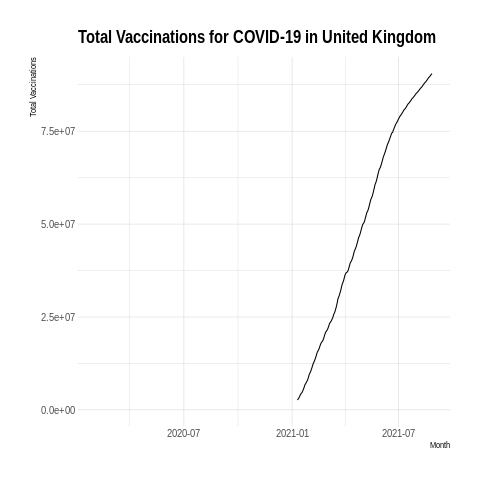 Total Vaccinations for COVID-19 in United Kingdom
Total Vaccinations
7.5e+07
5.0e+07
2.5e+07
0.0e+00
2020-07
2021-01
2021-07
Month